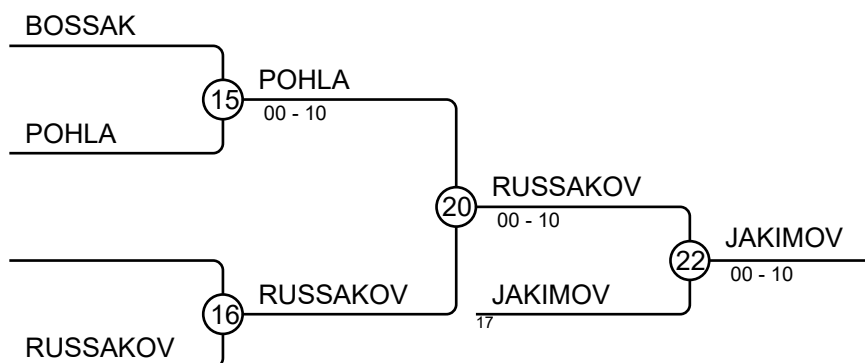 BOSSAK
15
POHLA
00 - 10
POHLA
20
RUSSAKOV
00 - 10
22
JAKIMOV
00 - 10
16
RUSSAKOV
JAKIMOV
17
RUSSAKOV